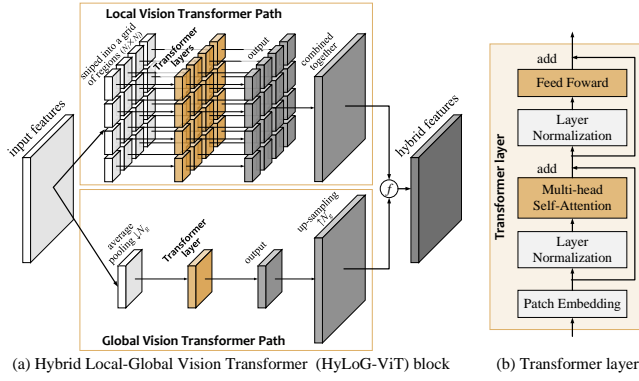 Local Vision Transformer Path
input features
sniped into a grid
of regions (Nₗ×Nₗ)
Transformer
layers
output
combined
together
f
hybrid features
average
pooling ↓N_g
Transformer
layer
output
up-sampling
↑N_g
Global Vision Transformer Path
(a) Hybrid Local-Global Vision Transformer (HyLoG-ViT) block
Transformer layer
add
Feed Foward
Layer
Normalization
add
Multi-head
Self-Attention
Layer
Normalization
Patch Embedding
(b) Transformer layer